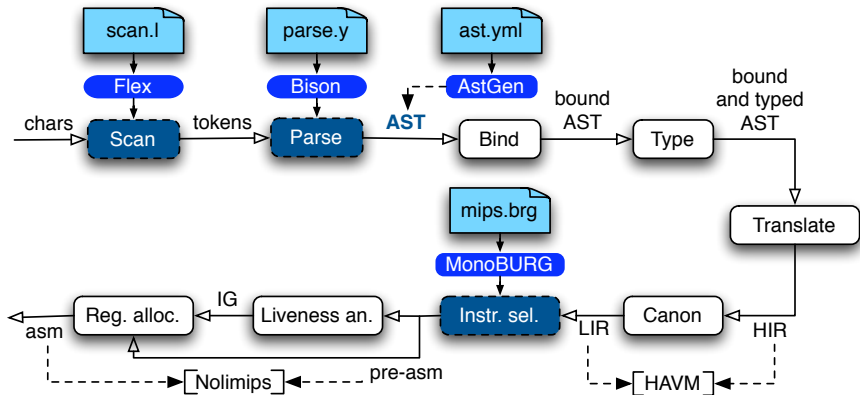 scan.l
parse.y
ast.yml
Flex
Bison
AstGen
chars
Scan
tokens
Parse
AST
Bind
bound
AST
Type
bound
and typed
AST
Translate
mips.brg
MonoBURG
asm
Reg. alloc.
IG
Liveness an.
Instr. sel.
LIR
Canon
HIR
pre-asm
[Nolimips]
[HAVM]